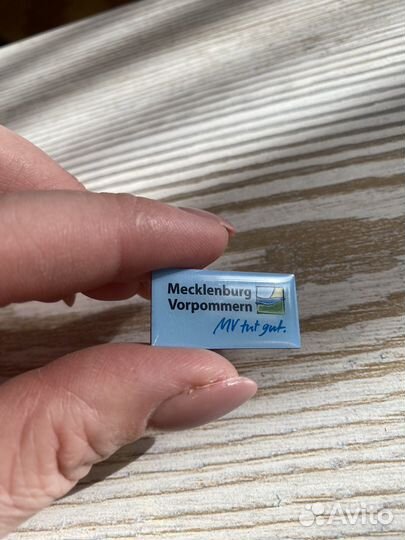 Mecklenburg
Vorpommern
MV tut gut.
Avito